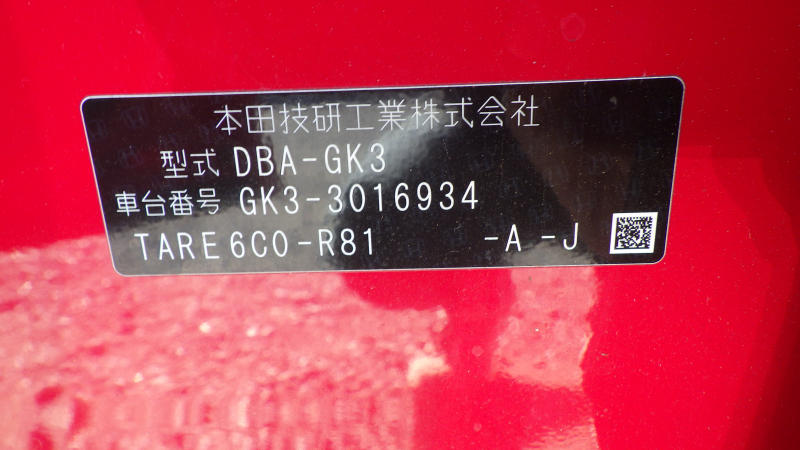 本田技研工業株式会社
型式 DBA-GK3
車台番号 GK3-3016934
TARE6C0-R81 -A -J